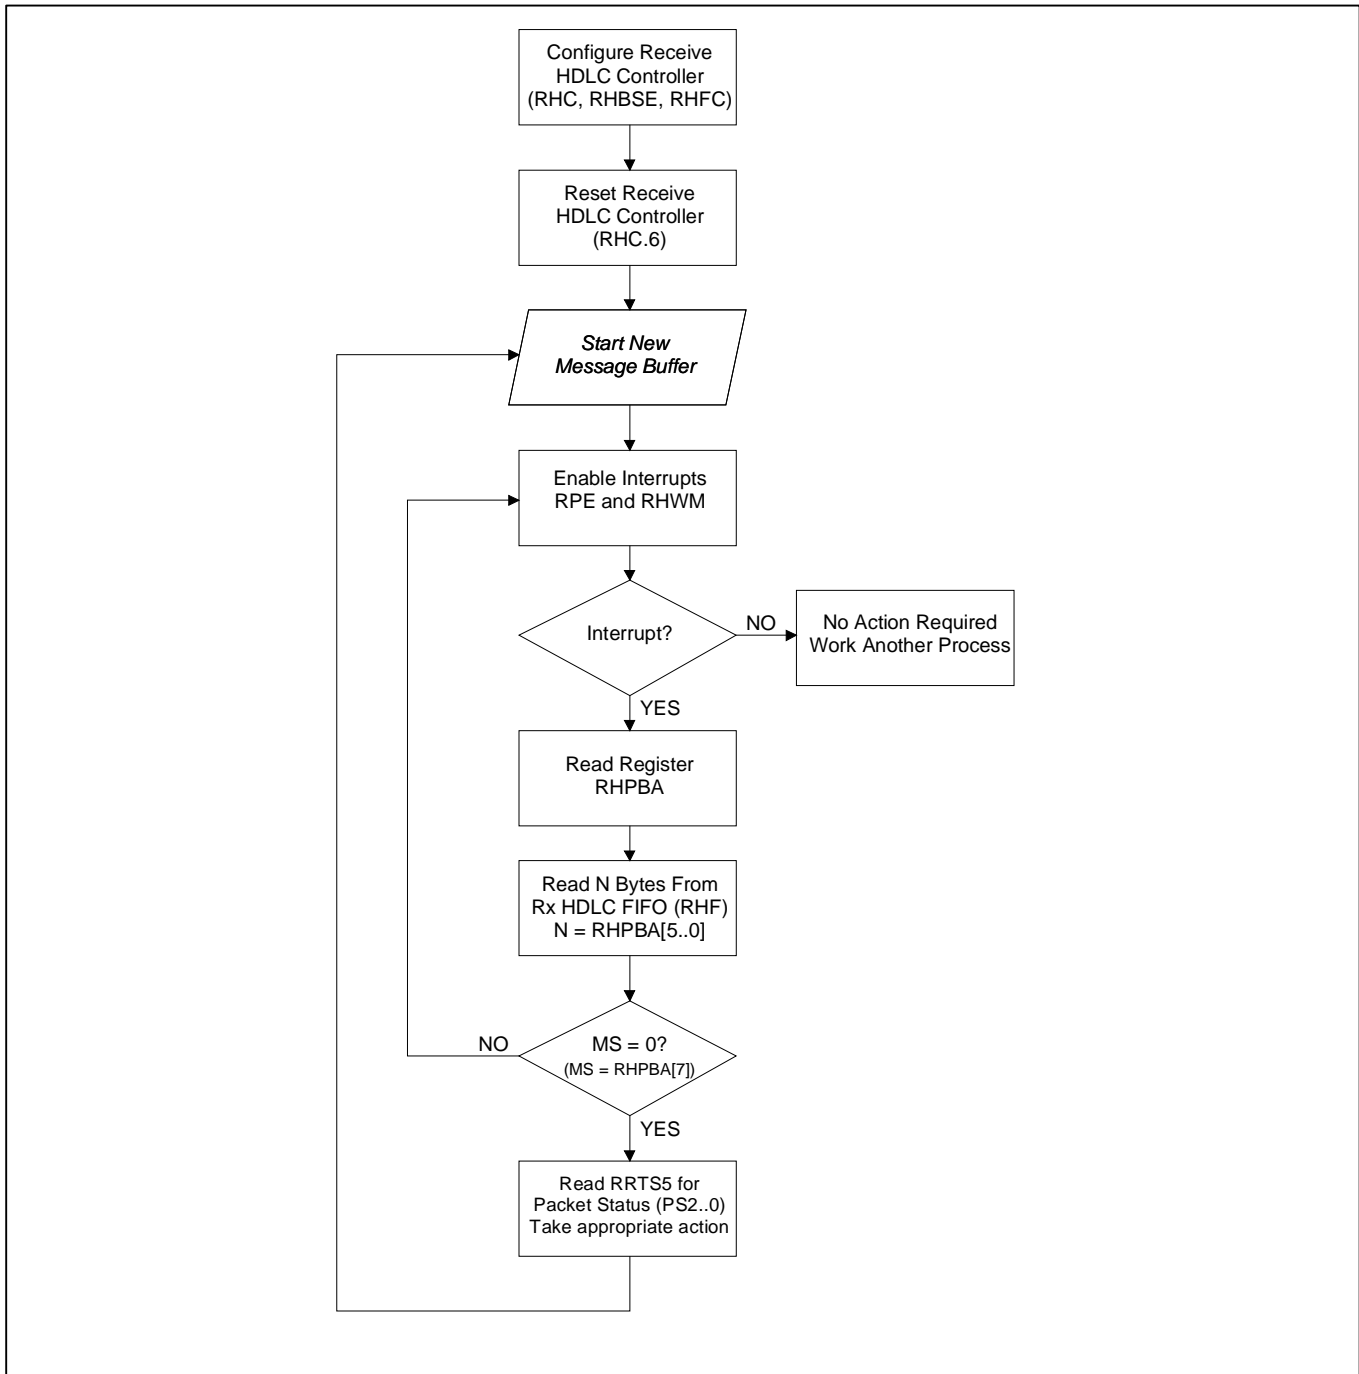 Configure Receive
HDLC Controller
(RHC, RHBSE, RHFC)
Reset Receive
HDLC Controller
(RHC.6)
Start New
Message Buffer
Enable Interrupts
RPE and RHWM
Interrupt?
NO
No Action Required
Work Another Process
YES
Read Register
RHPBA
Read N Bytes From
Rx HDLC FIFO (RHF)
N = RHPBA[5..0]
NO
MS = 0?
(MS = RHPBA[7])
YES
Read RRTS5 for
Packet Status (PS2..0)
Take appropriate action